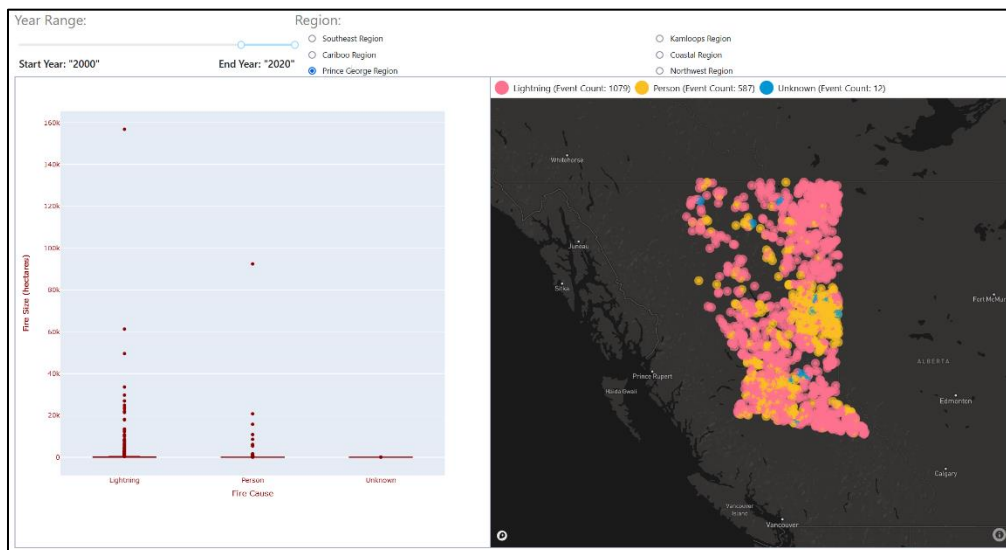 Year Range:
Region:
Southeast Region
Kamloops Region
Cariboo Region
Coastal Region
Start Year: "2000"
End Year: "2020"
Prince George Region
Northwest Region
Lightning (Event Count: 1079)
Person (Event Count: 587)
Unknown (Event Count: 12)
160k
140k
120k
100k
80k
60k
40k
20k
0
Fire Size (hectares)
Lightning
Person
Unknown
Fire Cause
Whitehorse
Juneau
Sitka
Fort McMur
Prince Rupert
Haida Gwaii
ALBERTA
Edmonton
Calgary
Vancouver
Island
Vancouver